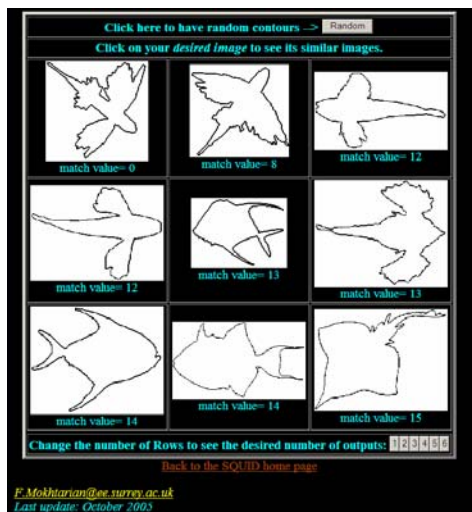 Click here to have random contours --> Random
Click on your desired image to see its similar images.
match value= 0
match value= 8
match value= 12
match value= 12
match value= 13
match value= 13
match value= 14
match value= 14
match value= 15
Change the number of Rows to see the desired number of outputs: 1 2 3 4 5 6
Back to the SQUID home page
F.Mokhtarian@ee.surrey.ac.uk
Last update: October 2005